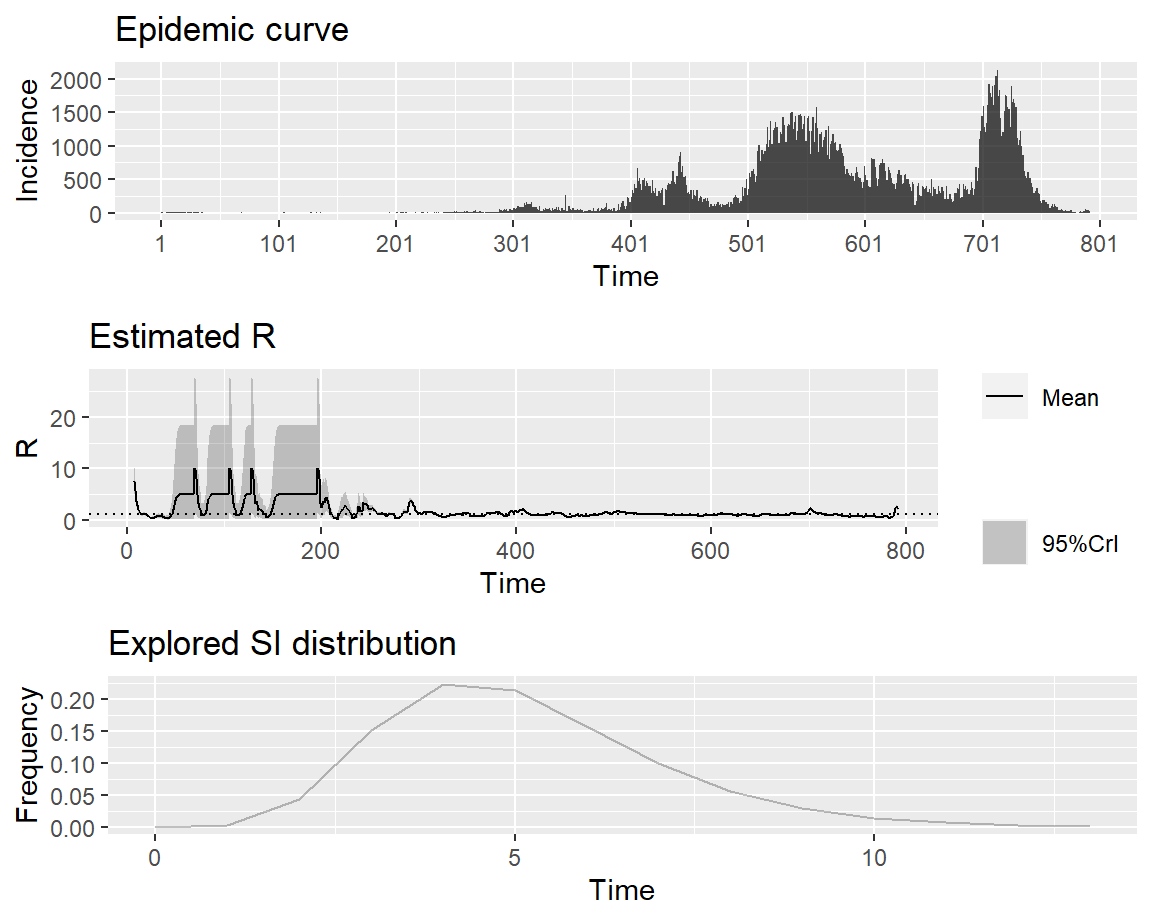 Epidemic curve
Incidence
2000
1500
1000
500
0
1 101 201 301 401 501 601 701 801
Time
Estimated R
R
20
10
0
0 200 400 600 800
Time
Mean
95%CrI
Explored SI distribution
Frequency
0.20
0.15
0.10
0.05
0.00
0 5 10
Time